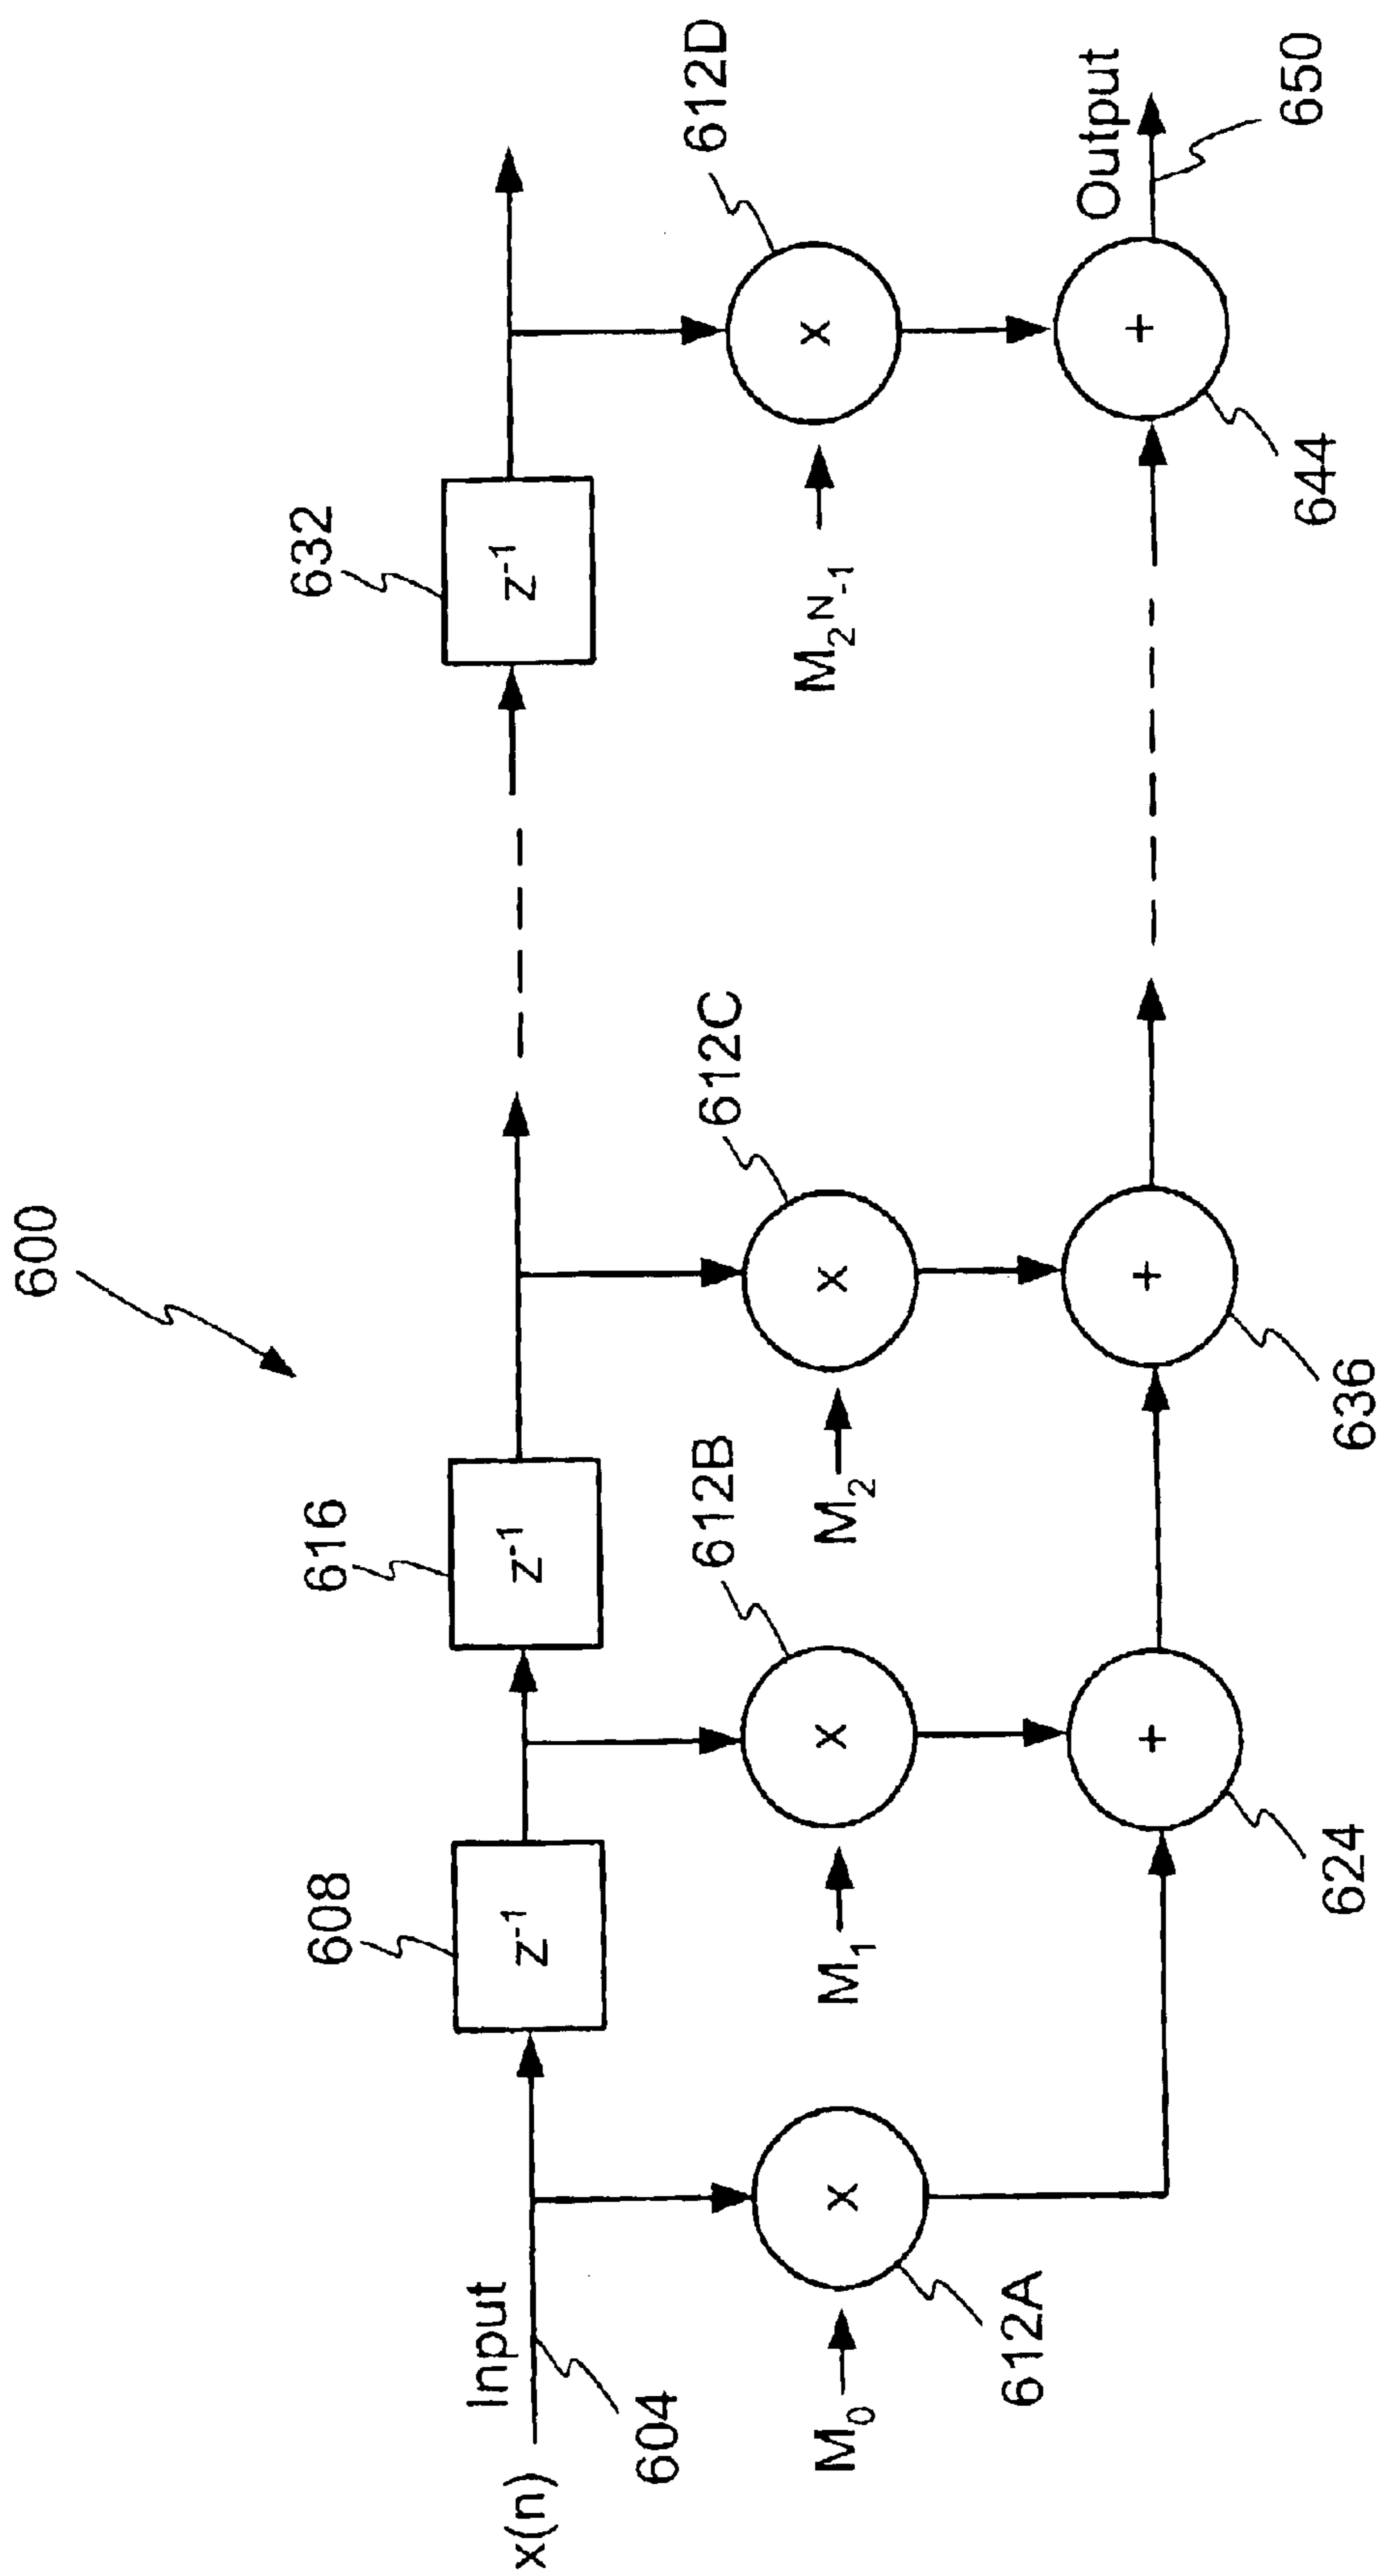 600
x(n)
Input
604
608
z⁻¹
616
z⁻¹
632
z⁻¹
M₀
612A
x
M₁
612B
x
M₂
612C
x
M₂ᴺ₋₁
612D
x
624
+
636
+
644
+
Output
650